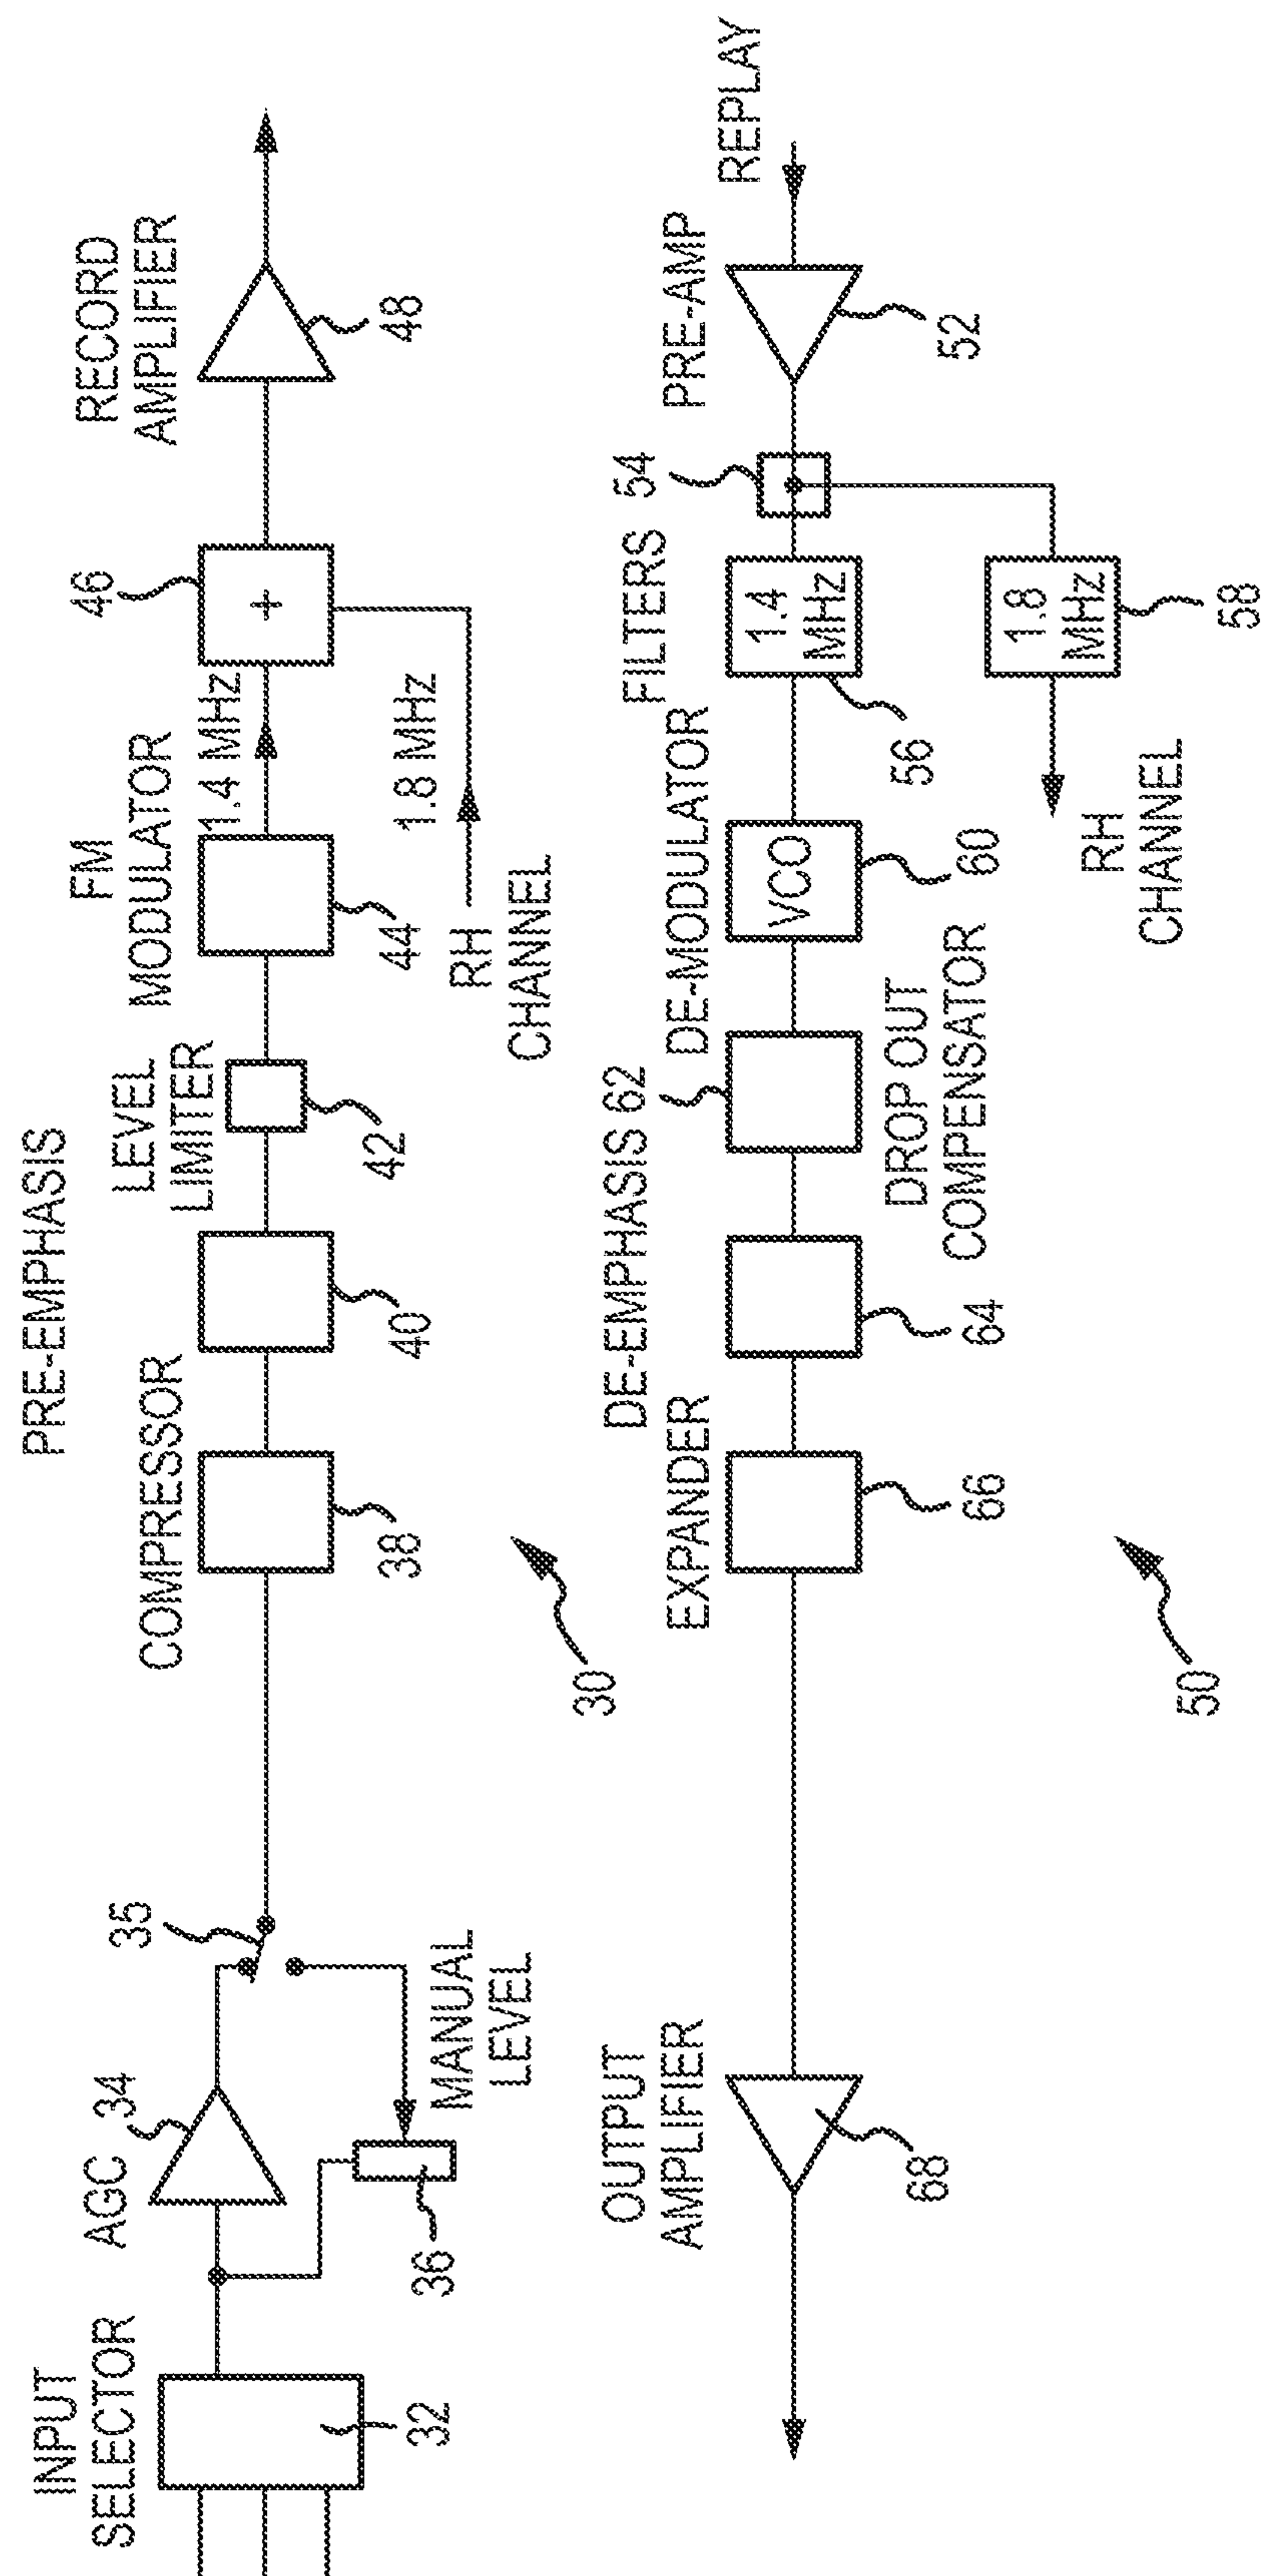 INPUT
SELECTOR
32
AGC
34
36
MANUAL
LEVEL
35
COMPRESSOR
38
PRE-EMPHASIS
40
LEVEL
LIMITER
42
FM
MODULATOR
44
1.4 MHz
1.8 MHz
RH
CHANNEL
46
RECORD
AMPLIFIER
48
30
OUTPUT
AMPLIFIER
68
EXPANDER
66
DE-EMPHASIS
64
62
DROP OUT
COMPENSATOR
DE-MODULATOR
VCO
60
FILTERS
1.4
MHz
56
54
1.8
MHz
58
RH
CHANNEL
PRE-AMP
52
REPLAY
50